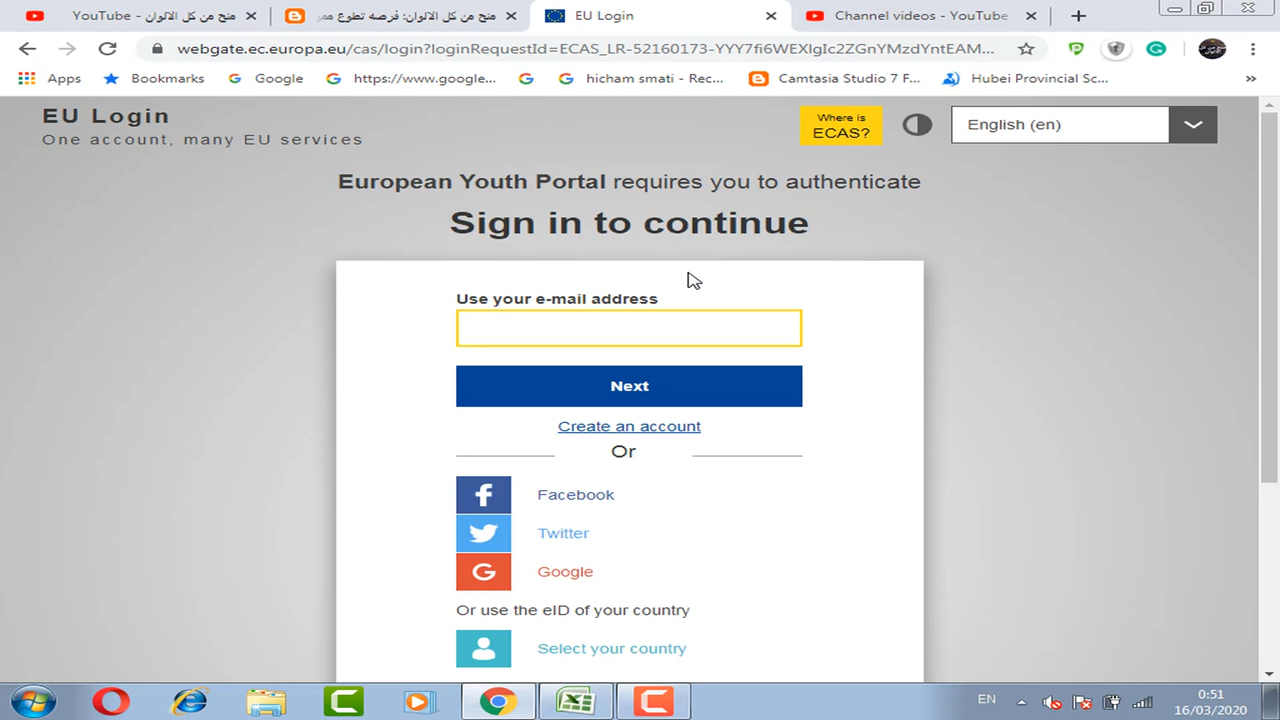 YouTube - منح من كل الالوان
منح من كل الالوان: فرصه تطوع ممر
EU Login
Channel videos - YouTube
webgate.ec.europa.eu/cas/login?loginRequestId=ECAS_LR-52160173-YYY7fi6WEXlgIc2ZGnYMzdYntEAM...
Apps
Bookmarks
Google
https://www.google...
hicham smati - Rec...
Camtasia Studio 7 F...
Hubei Provincial Sc...
»
EU Login
One account, many EU services
Where is
ECAS?
English (en)
European Youth Portal requires you to authenticate
Sign in to continue
Use your e-mail address
Next
Create an account
Or
Facebook
Twitter
Google
Or use the eID of your country
Select your country
EN
0:51
16/03/2020